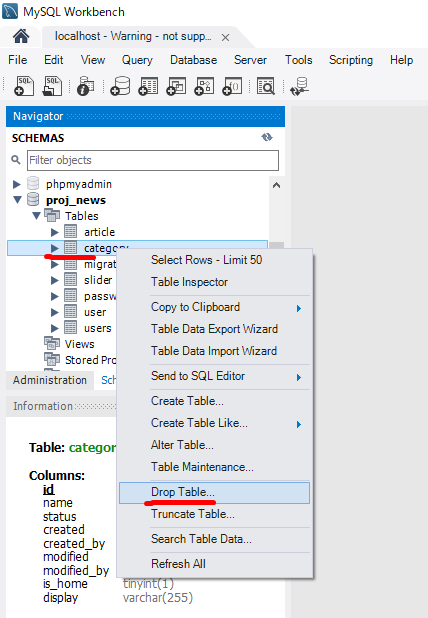 MySQL Workbench
localhost - Warning - not supp...
File Edit View Query Database Server Tools Scripting Help
Navigator
SCHEMAS
Filter objects
phpmyadmin
proj_news
Tables
article
category
migrat
slider
passw
user
users
Views
Stored Pro
Administration Sch
Information
Table: categor
Columns:
id
name
status
created
created_by
modified
modified_by
is_home tinyint(1)
display varchar(255)
Select Rows - Limit 50
Table Inspector
Copy to Clipboard
Table Data Export Wizard
Table Data Import Wizard
Send to SQL Editor
Create Table...
Create Table Like...
Alter Table...
Table Maintenance...
Drop Table...
Truncate Table...
Search Table Data...
Refresh All